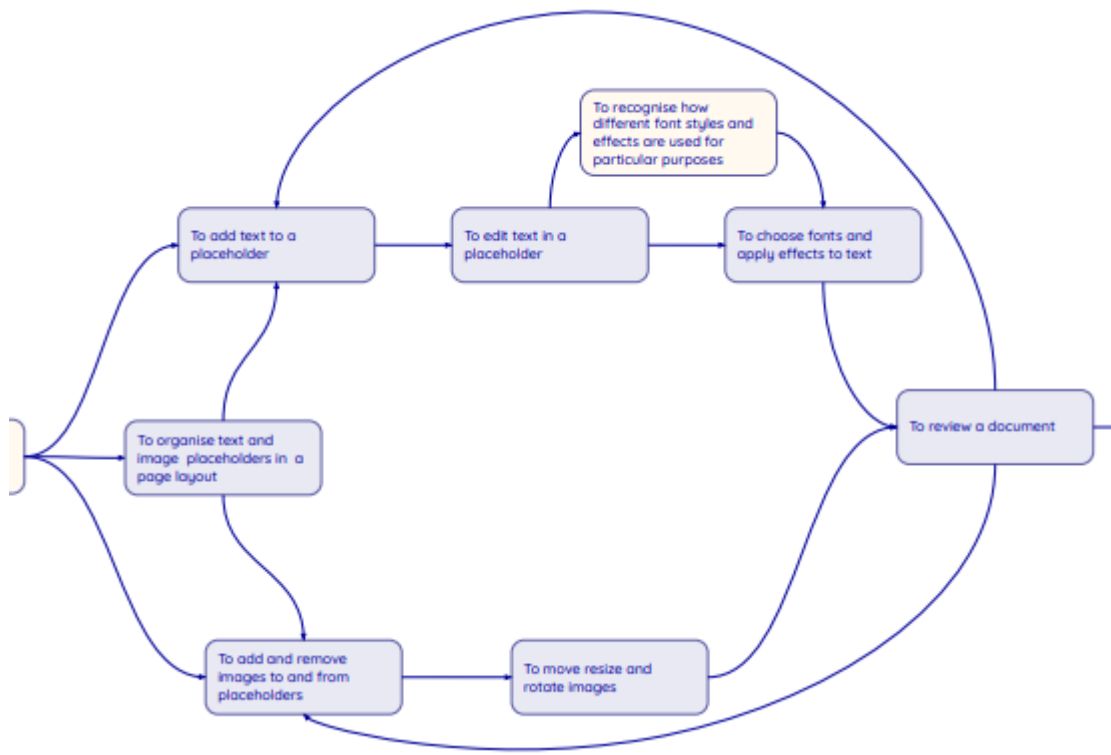 To recognise how
different font styles and
effects are used for
particular purposes
To add text to a
placeholder
To edit text in a
placeholder
To choose fonts and
apply effects to text
To organise text and
image  placeholders in  a
page layout
To review a document
To add and remove
images to and from
placeholders
To move resize and
rotate images